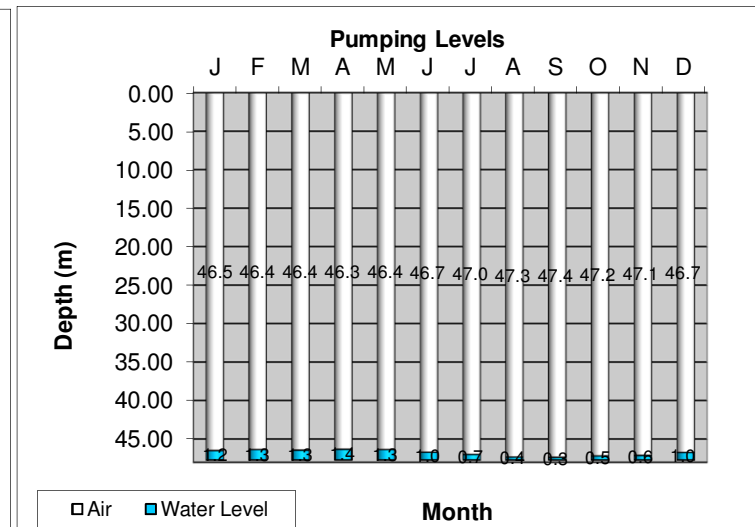 Pumping Levels
J F M A M J J A S O N D
0.00
5.00
10.00
15.00
20.00
25.00
30.00
35.00
40.00
45.00
Depth (m)
46.5 46.4 46.4 46.3 46.4 46.7 47.0 47.3 47.4 47.2 47.1 46.7
1.2 1.3 1.3 1.4 1.3 1.0 0.7 0.4 0.3 0.5 0.6 1.0
Air Water Level
Month